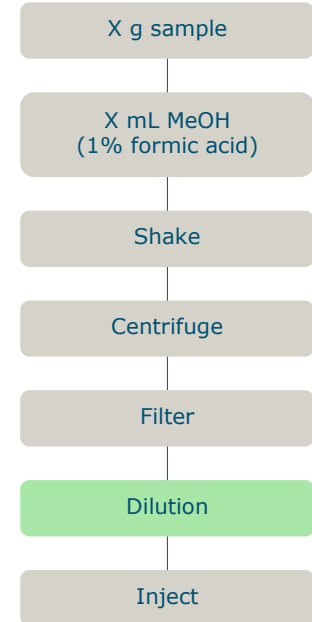 X g sample
X mL MeOH
(1% formic acid)
Shake
Centrifuge
Filter
Dilution
Inject